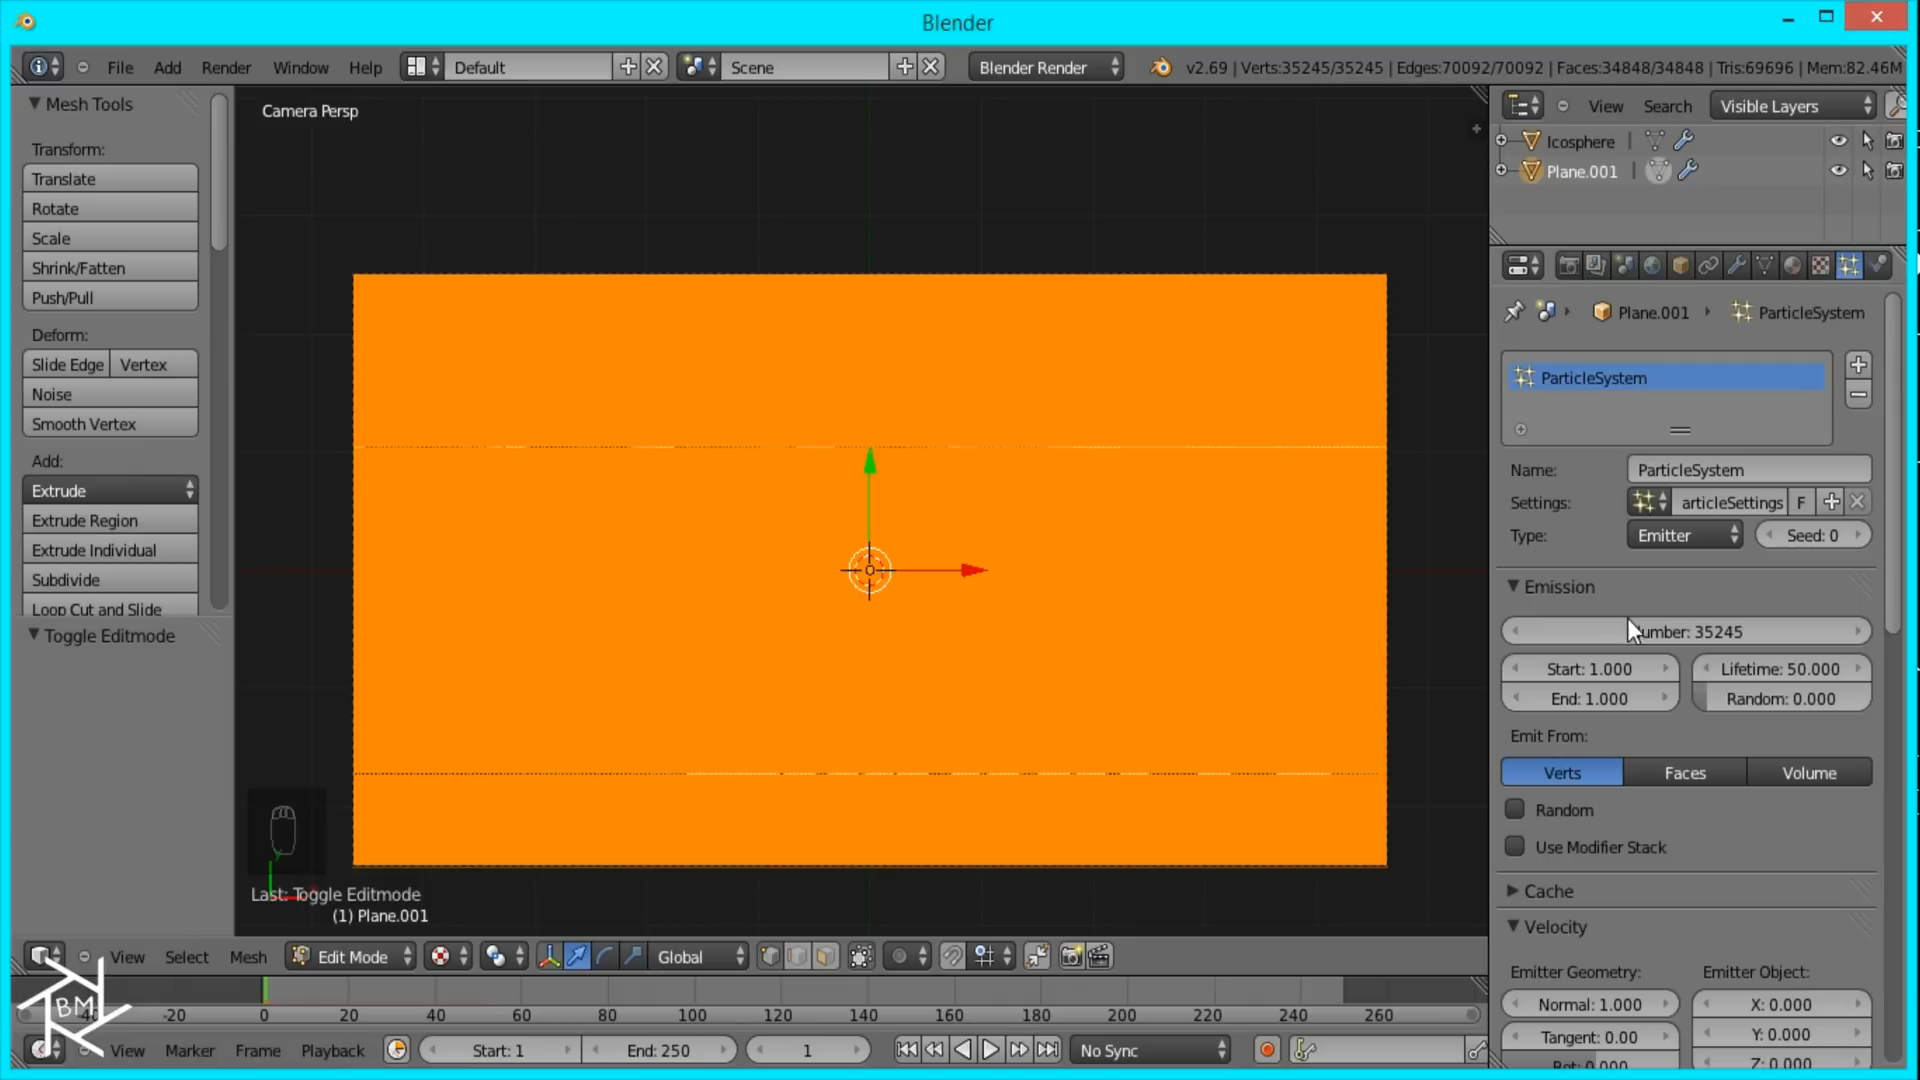 Blender
File Add Render Window Help Default Scene Blender Render v2.69 | Verts:35245/35245 | Edges:70092/70092 | Faces:34848/34848 | Tris:69696 | Mem:82.46M
Mesh Tools
Transform:
Translate
Rotate
Scale
Shrink/Fatten
Push/Pull
Deform:
Slide Edge Vertex
Noise
Smooth Vertex
Add:
Extrude
Extrude Region
Extrude Individual
Subdivide
Loop Cut and Slide
Toggle Editmode
Camera Persp
Last: Toggle Editmode
(1) Plane.001
View Select Mesh Edit Mode Global
-40 -20 0 20 40 60 80 100 120 140 160 180 200 220 240 260
View Marker Frame Playback Start: 1 End: 250 1 No Sync
BM
View Search Visible Layers
Icosphere
Plane.001
Plane.001 ParticleSystem
ParticleSystem
Name: ParticleSystem
Settings: articleSettings F
Type: Emitter Seed: 0
Emission
umber: 35245
Start: 1.000 Lifetime: 50.000
End: 1.000 Random: 0.000
Emit From:
Verts Faces Volume
Random
Use Modifier Stack
Cache
Velocity
Emitter Geometry: Emitter Object:
Normal: 1.000 X: 0.000
Tangent: 0.00 Y: 0.000
Rot: 0.000 Z: 0.000